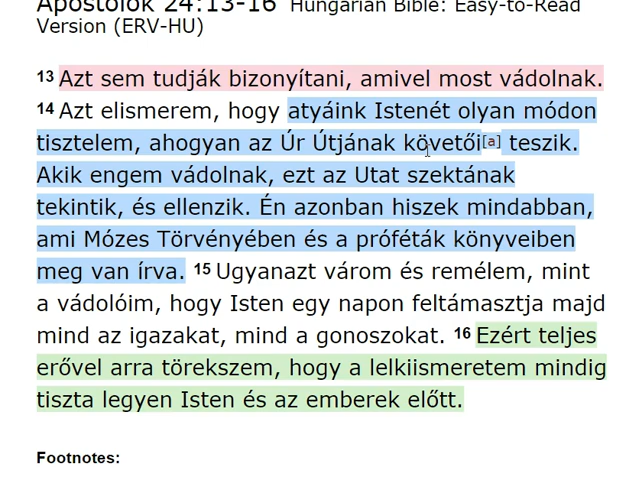 Apostolok 24:13-16 Hungarian Bible: Easy-to-Read
Version (ERV-HU)
13 Azt sem tudják bizonyítani, amivel most vádolnak.
14 Azt elismerem, hogy atyáink Istenét olyan módon
tisztelem, ahogyan az Úr Útjának követői[a] teszik.
Akik engem vádolnak, ezt az Utat szektának
tekintik, és ellenzik. Én azonban hiszek mindabban,
ami Mózes Törvényében és a próféták könyveiben
meg van írva. 15 Ugyanazt várom és remélem, mint
a vádolóim, hogy Isten egy napon feltámasztja majd
mind az igazakat, mind a gonoszokat. 16 Ezért teljes
erővel arra törekszem, hogy a lelkiismeretem mindig
tiszta legyen Isten és az emberek előtt.
Footnotes: